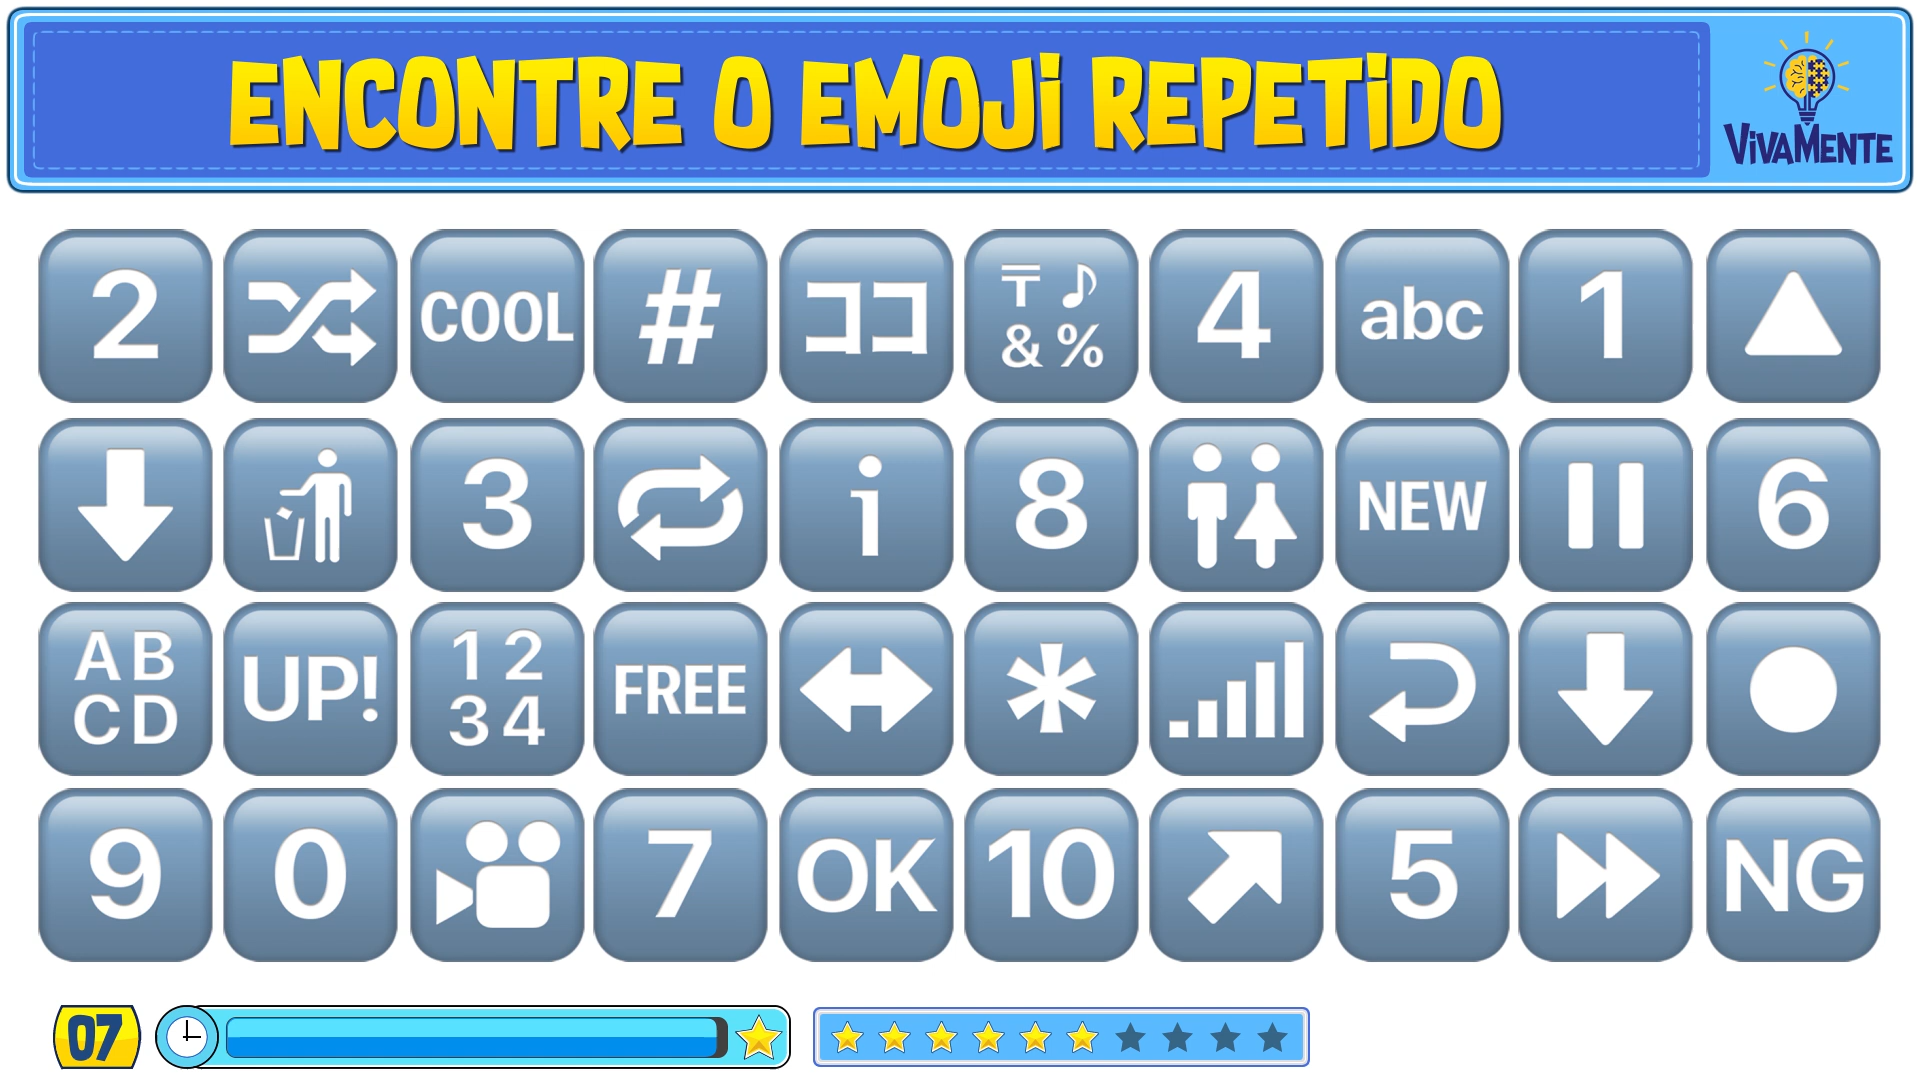 ENCONTRE O EMOJI REPETIDO
VIVAMENTE
2 COOL # ココ 〒♪ 4 abc 1
&%
3 i 8 NEW 6
AB UP! 12 FREE *
CD 34
9 0 7 OK 10 5 NG
07